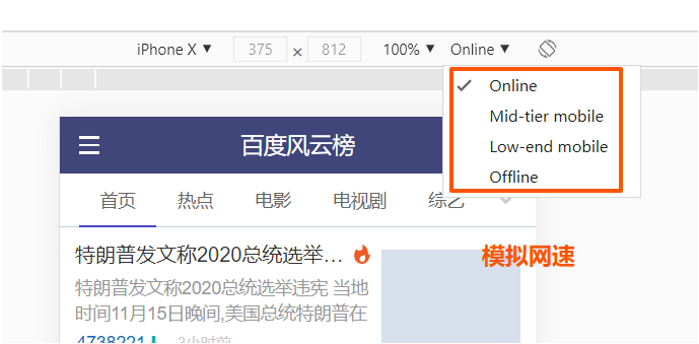 iPhone X ▼ 375 × 812 100% ▼ Online ▼
✓ Online
Mid-tier mobile
Low-end mobile
Offline
百度风云榜
首页 热点 电影 电视剧 综艺
模拟网速
特朗普发文称2020总统选举...
特朗普发文称2020总统选举违宪 当地
时间11月15日晚间,美国总统特朗普在
4738221 3小时前